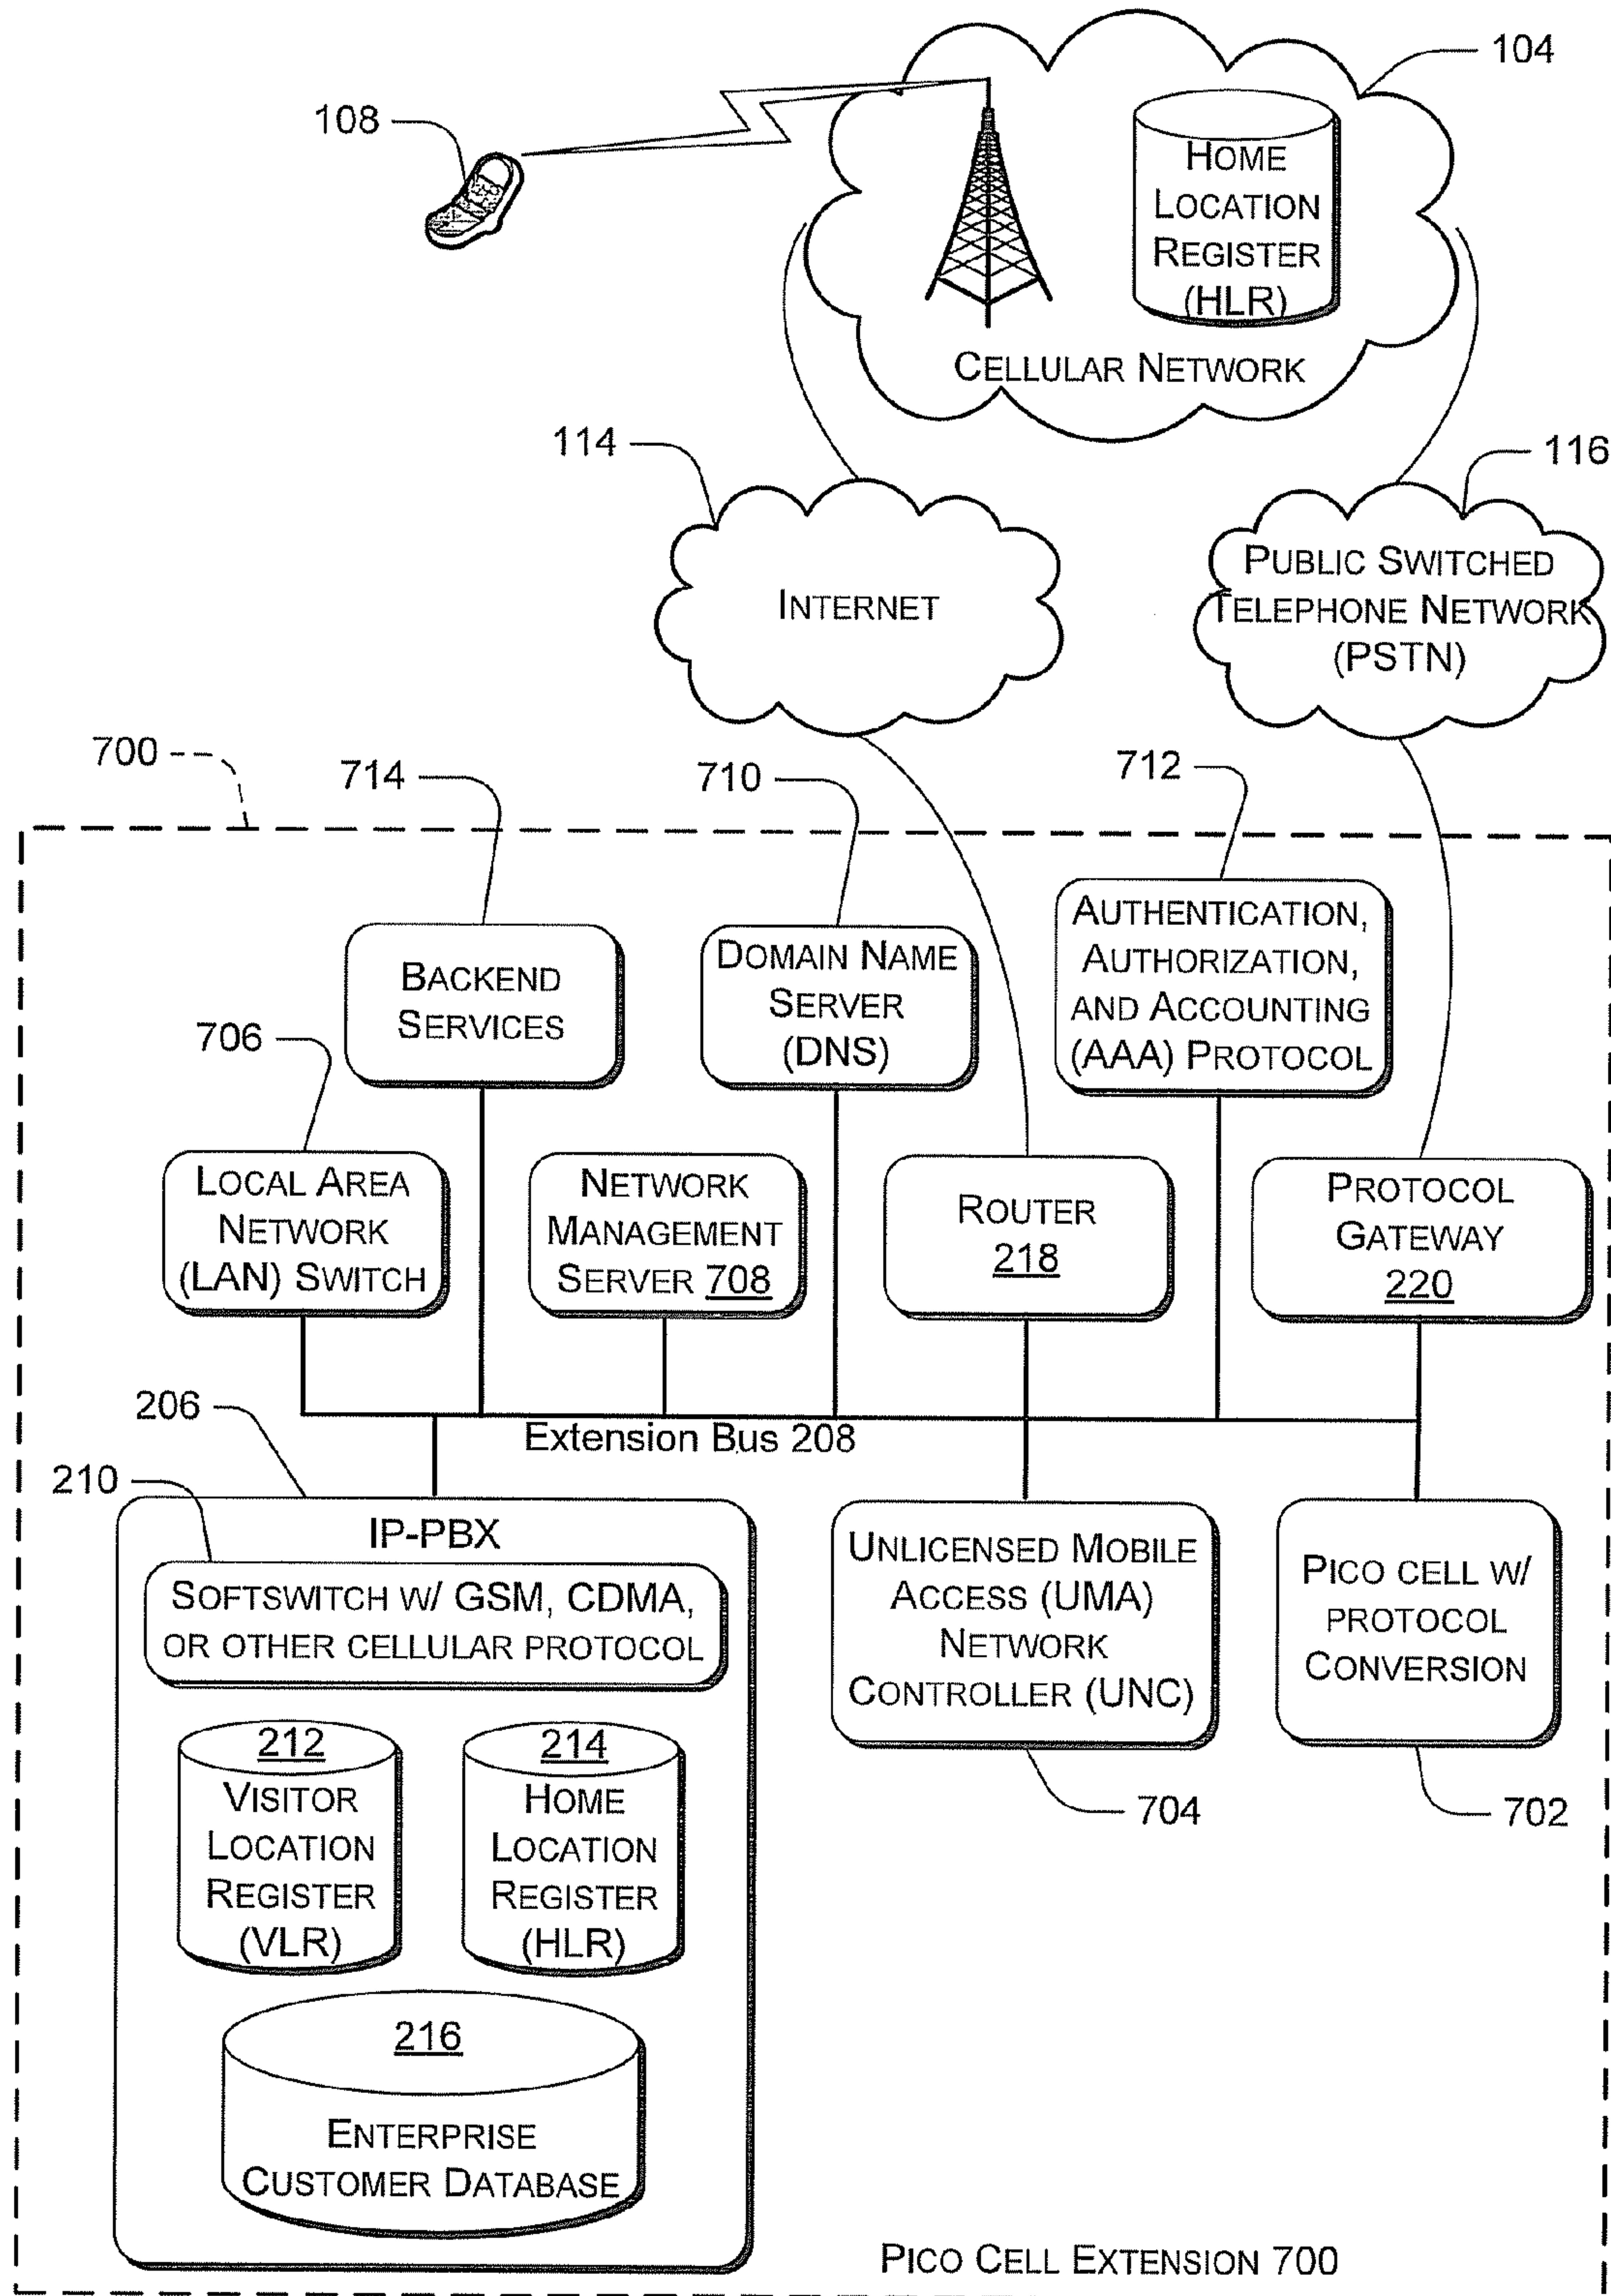 104
108
HOME
LOCATION
REGISTER
(HLR)
CELLULAR NETWORK
114
116
INTERNET
PUBLIC SWITCHED
TELEPHONE NETWORK
(PSTN)
700
714
710
712
BACKEND
SERVICES
DOMAIN NAME
SERVER
(DNS)
AUTHENTICATION,
AUTHORIZATION,
AND ACCOUNTING
(AAA) PROTOCOL
706
LOCAL AREA
NETWORK
(LAN) SWITCH
NETWORK
MANAGEMENT
SERVER 708
ROUTER
218
PROTOCOL
GATEWAY
220
206
Extension Bus 208
210
IP-PBX
SOFTSWITCH W/ GSM, CDMA,
OR OTHER CELLULAR PROTOCOL
UNLICENSED MOBILE
ACCESS (UMA)
NETWORK
CONTROLLER (UNC)
PICO CELL W/
PROTOCOL
CONVERSION
212
VISITOR
LOCATION
REGISTER
(VLR)
214
HOME
LOCATION
REGISTER
(HLR)
704
702
216
ENTERPRISE
CUSTOMER DATABASE
PICO CELL EXTENSION 700